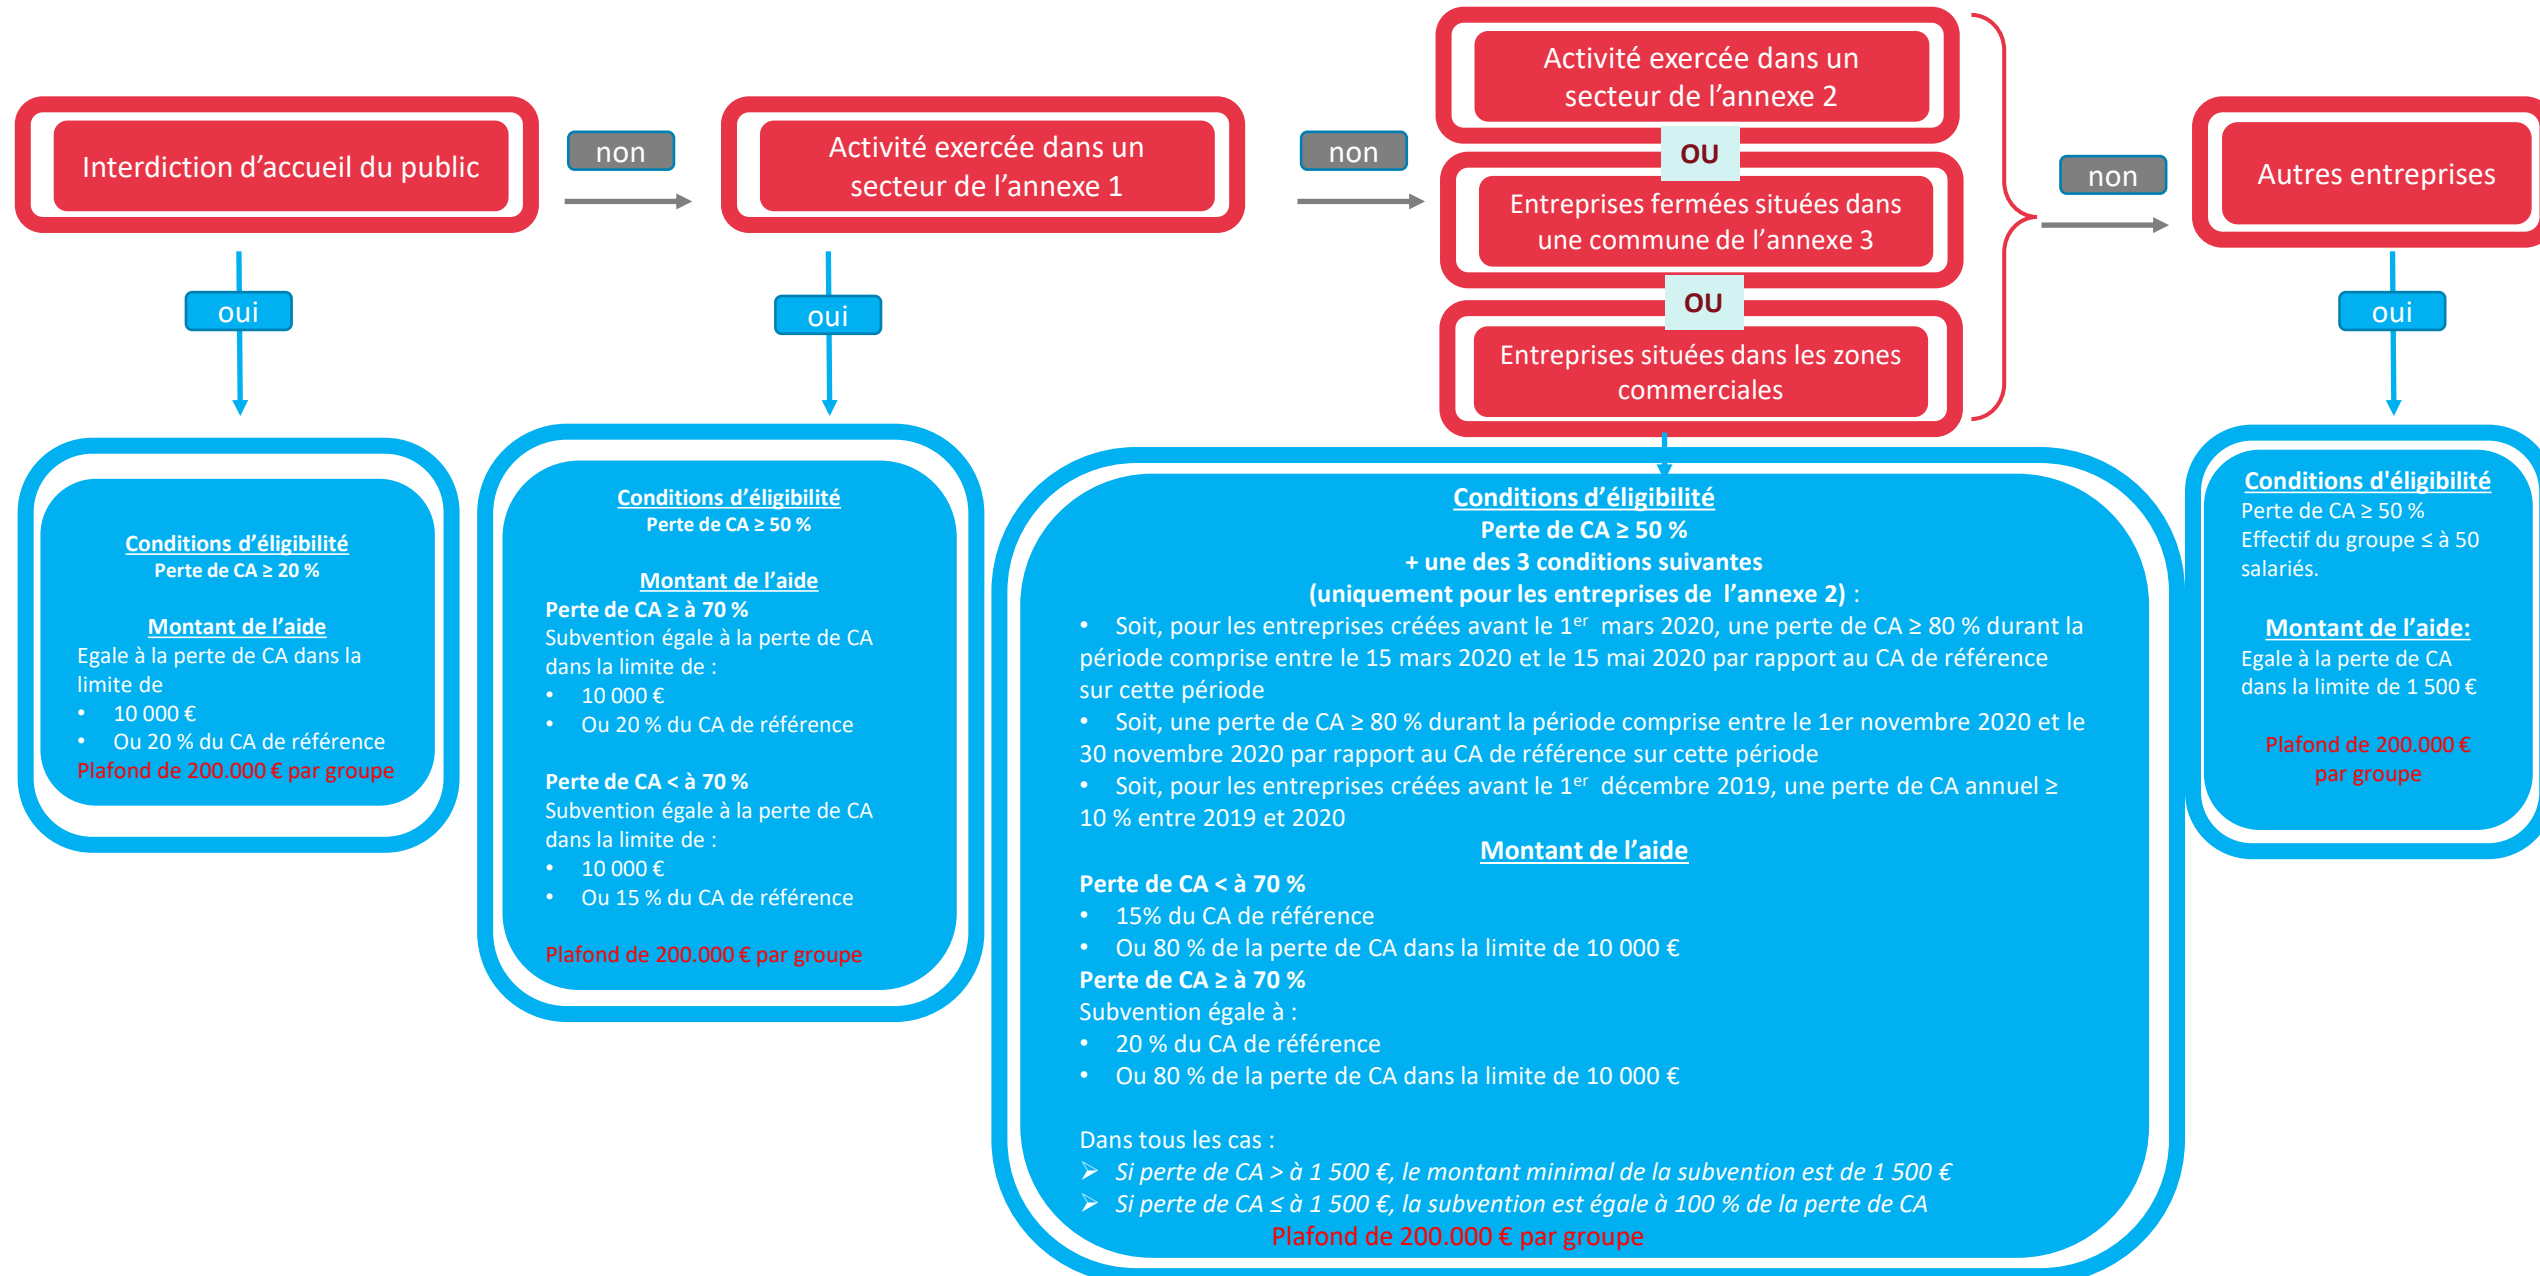 Interdiction d’accueil du public
non
Activité exercée dans un
secteur de l’annexe 1
non
Activité exercée dans un
secteur de l’annexe 2
OU
Entreprises fermées situées dans
une commune de l’annexe 3
OU
Entreprises situées dans les zones
commerciales
non
Autres entreprises
oui
oui
oui
Conditions d’éligibilité
Perte de CA ≥ 20 %
Montant de l’aide
Egale à la perte de CA dans la
limite de
• 10 000 €
• Ou 20 % du CA de référence
Plafond de 200.000 € par groupe
Conditions d’éligibilité
Perte de CA ≥ 50 %
Montant de l’aide
Perte de CA ≥ à 70 %
Subvention égale à la perte de CA
dans la limite de :
• 10 000 €
• Ou 20 % du CA de référence
Perte de CA < à 70 %
Subvention égale à la perte de CA
dans la limite de :
• 10 000 €
• Ou 15 % du CA de référence
Plafond de 200.000 € par groupe
Conditions d’éligibilité
Perte de CA ≥ 50 %
+ une des 3 conditions suivantes
(uniquement pour les entreprises de l’annexe 2) :
• Soit, pour les entreprises créées avant le 1er mars 2020, une perte de CA ≥ 80 % durant la
période comprise entre le 15 mars 2020 et le 15 mai 2020 par rapport au CA de référence
sur cette période
• Soit, une perte de CA ≥ 80 % durant la période comprise entre le 1er novembre 2020 et le
30 novembre 2020 par rapport au CA de référence sur cette période
• Soit, pour les entreprises créées avant le 1er décembre 2019, une perte de CA annuel ≥
10 % entre 2019 et 2020
Montant de l’aide
Perte de CA < à 70 %
• 15% du CA de référence
• Ou 80 % de la perte de CA dans la limite de 10 000 €
Perte de CA ≥ à 70 %
Subvention égale à :
• 20 % du CA de référence
• Ou 80 % de la perte de CA dans la limite de 10 000 €
Dans tous les cas :
➢ Si perte de CA > à 1 500 €, le montant minimal de la subvention est de 1 500 €
➢ Si perte de CA ≤ à 1 500 €, la subvention est égale à 100 % de la perte de CA
Plafond de 200.000 € par groupe
Conditions d'éligibilité
Perte de CA ≥ 50 %
Effectif du groupe ≤ à 50
salariés.
Montant de l’aide:
Egale à la perte de CA
dans la limite de 1 500 €
Plafond de 200.000 €
par groupe